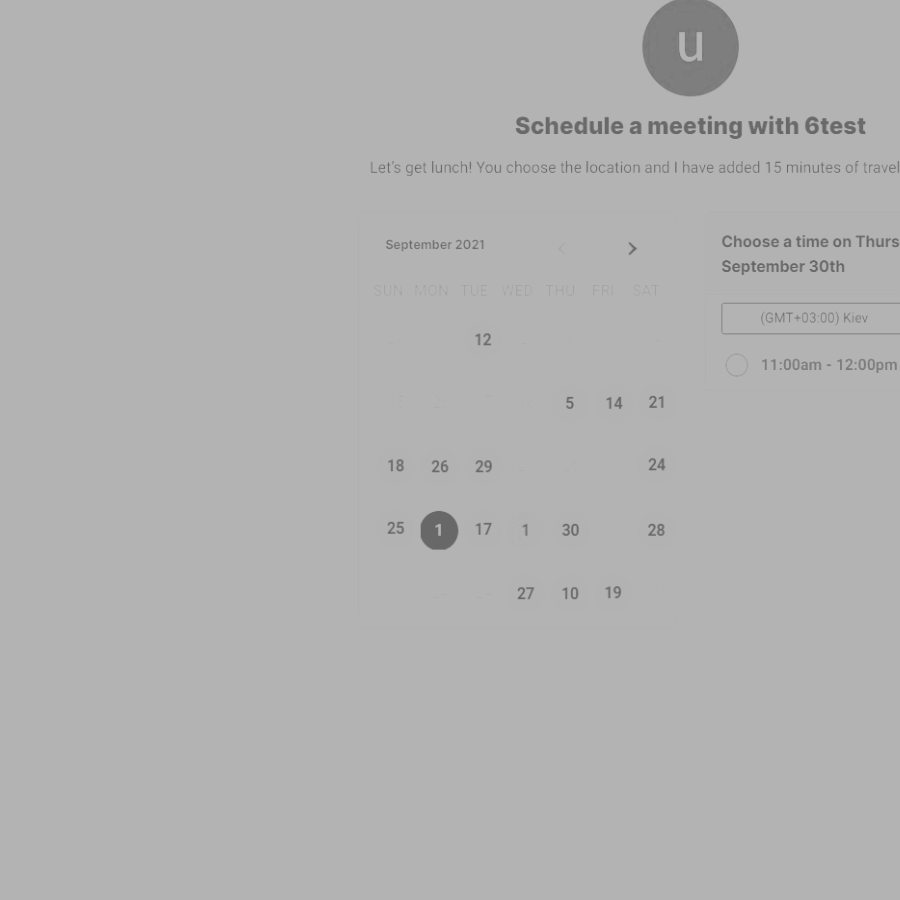 u
Schedule a meeting with 6test
Let's get lunch! You choose the location and I have added 15 minutes of travel
September 2021
SUN MON TUE WED THU FRI SAT
12
5 14 21
18 26 29 24
25 1 17 1 30 28
27 10 19
Choose a time on Thurs
September 30th
(GMT+03:00) Kiev
11:00am - 12:00pm